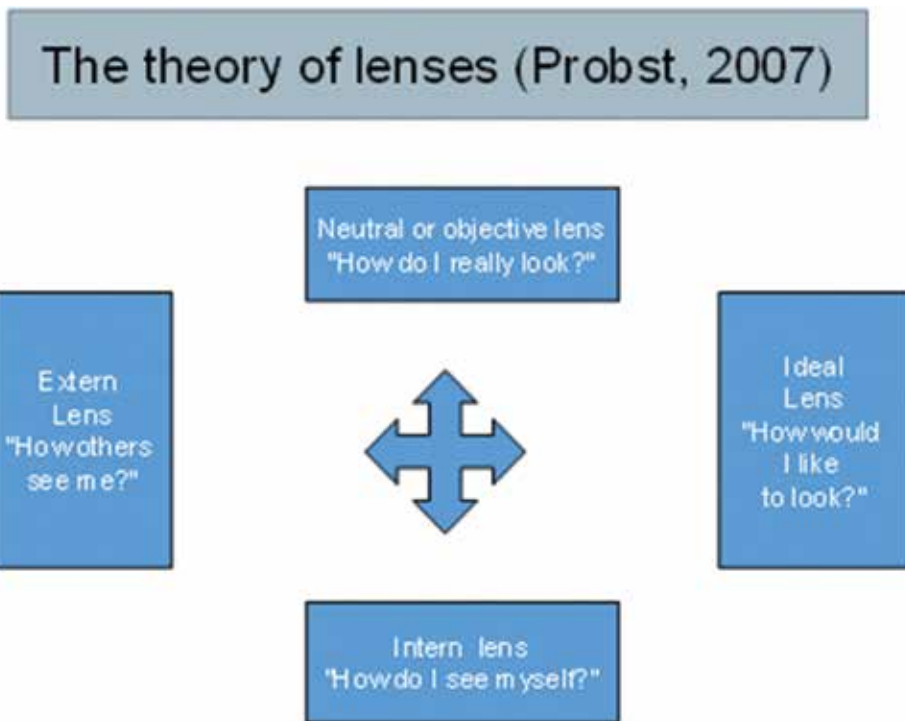 The theory of lenses (Probst, 2007)
Neutral or objective lens
"How do I really look?"
Extern
Lens
"How others
see me?"
Ideal
Lens
"How would
I like
to look?"
Intern lens
"How do I see myself?"